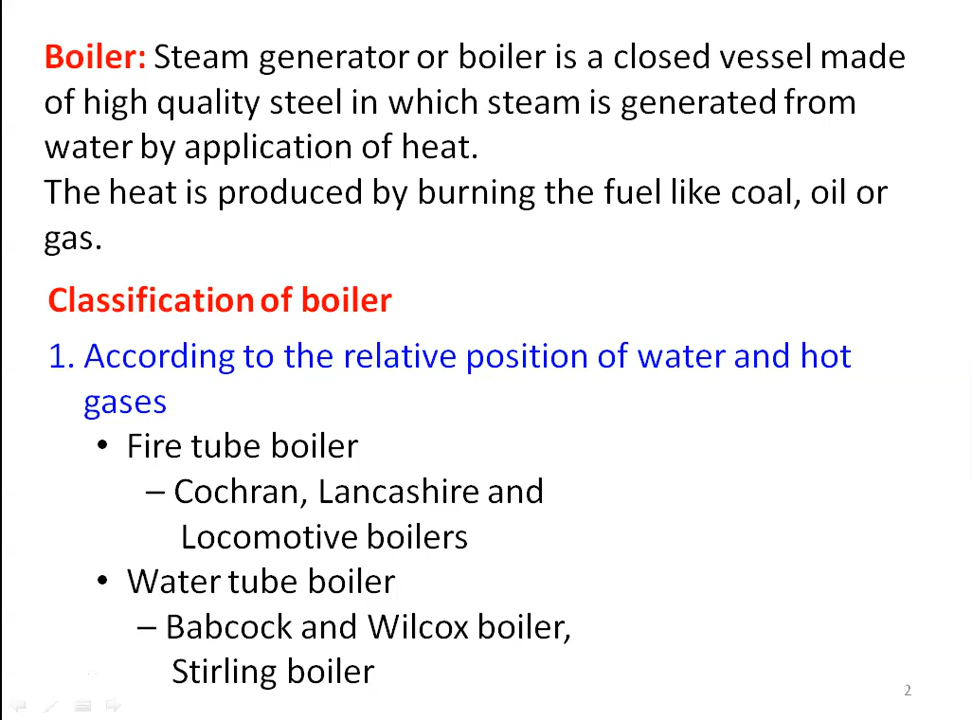 Boiler: Steam generator or boiler is a closed vessel made
of high quality steel in which steam is generated from
water by application of heat.
The heat is produced by burning the fuel like coal, oil or
gas.
Classification of boiler
1. According to the relative position of water and hot
gases
• Fire tube boiler
– Cochran, Lancashire and
Locomotive boilers
• Water tube boiler
– Babcock and Wilcox boiler,
Stirling boiler
2